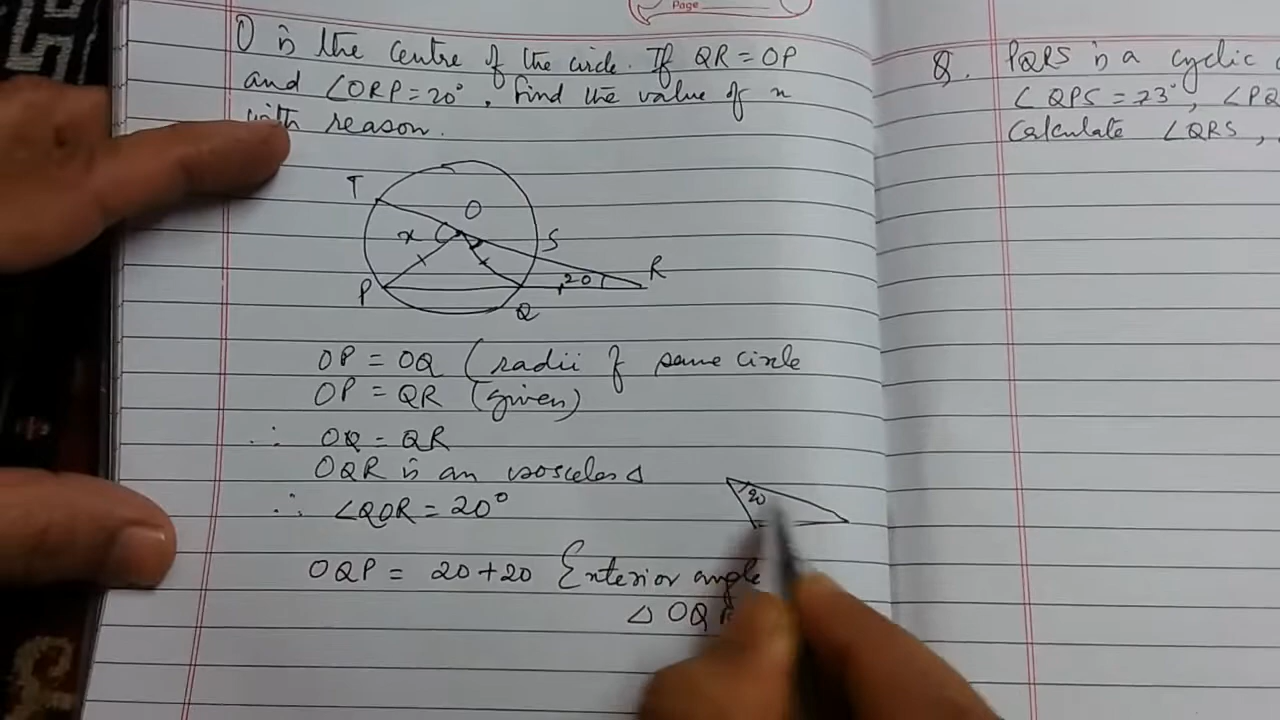 Page
O is the centre of the circle. If QR = OP
and ∠ORP = 20°, find the value of x
with reason.
T
O
x
S
R
20
P
Q
OP = OQ (radii of same circle
OP = QR (given)
∴ OQ = QR
OQR is an isosceles Δ
∴ ∠QOR = 20°
20
OQP = 20 + 20 {Exterior angle
Δ OQ
Q. PQRS is a cyclic
∠QPS = 73°, ∠PQ
Calculate ∠QRS,